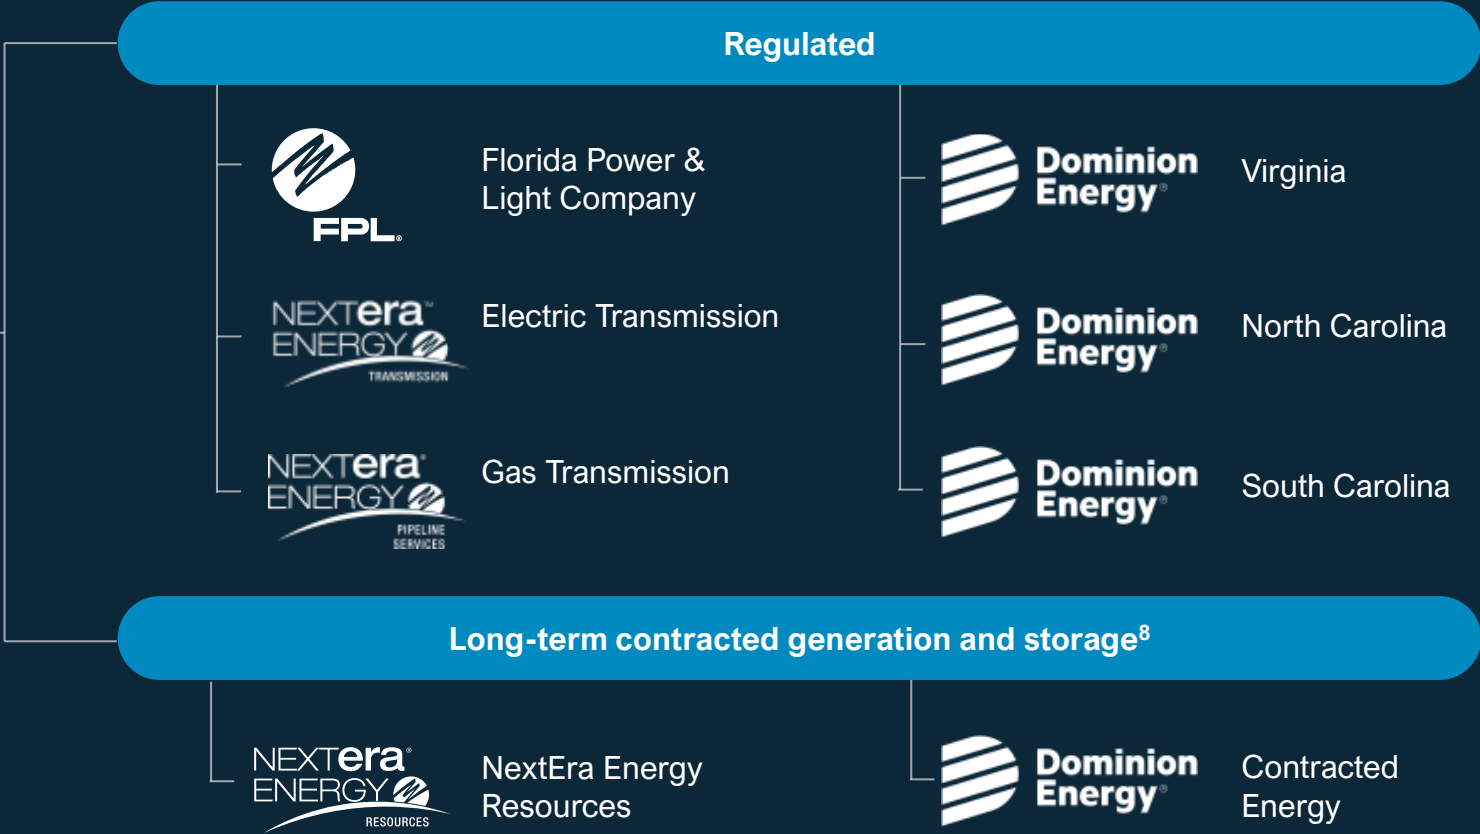 Regulated
FPL®
Florida Power &
Light Company
NEXTera™
ENERGY
TRANSMISSION
Electric Transmission
NEXTera®
ENERGY
PIPELINE
SERVICES
Gas Transmission
Dominion
Energy®
Virginia
Dominion
Energy®
North Carolina
Dominion
Energy®
South Carolina
Long-term contracted generation and storage⁸
NEXTera®
ENERGY
RESOURCES
NextEra Energy
Resources
Dominion
Energy®
Contracted
Energy